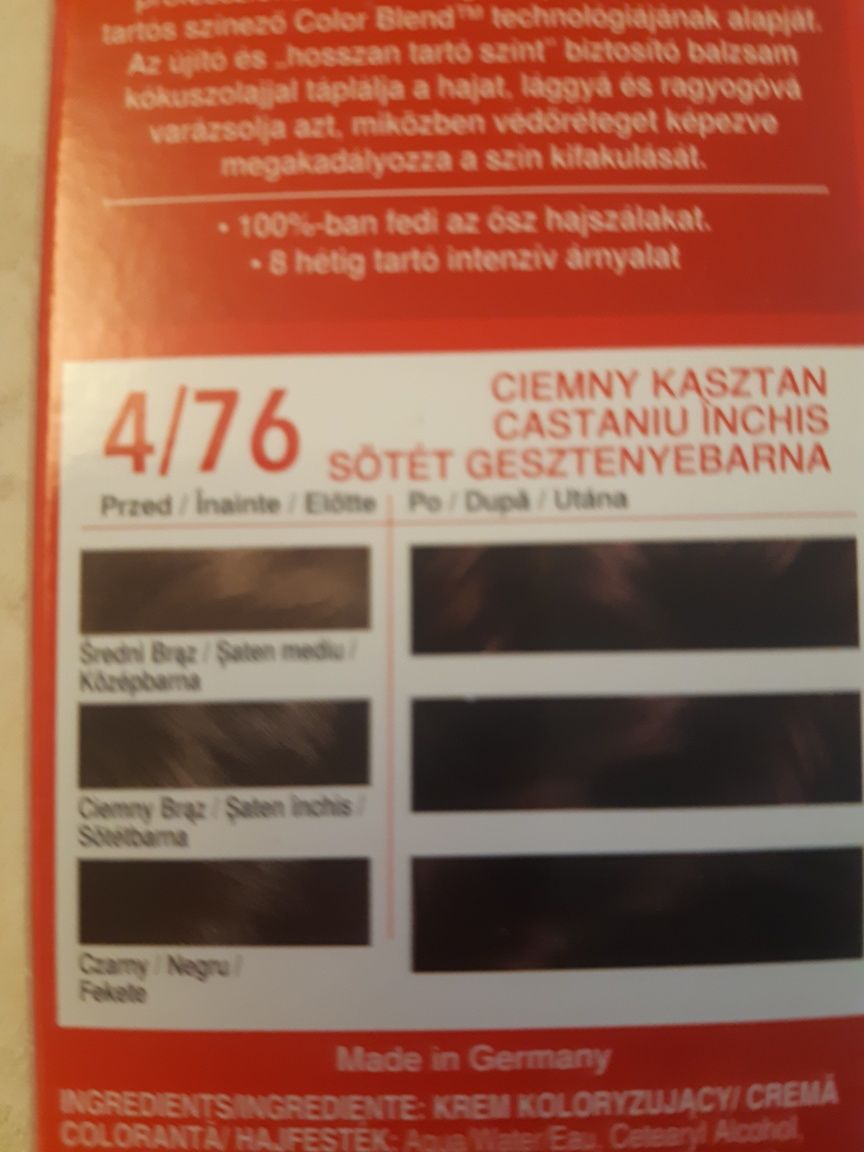 tartós színező Color Blend™ technológiájának alapját.
Az újító és „hosszan tartó színt” biztosító balzsam
kókuszolajjal táplálja a hajat, lággyá és ragyogóvá
varázsolja azt, miközben védőréteget képezve
megakadályozza a szín kifakulását.
• 100%-ban fedi az ősz hajszálakat.
• 8 hétig tartó intenzív árnyalat
4/76
CIEMNY KASZTAN
CASTANIU ÎNCHIS
SÖTÉT GESZTENYEBARNA
Przed / Înainte / Előtte
Po / După / Utána
Średni Brąz / Şaten mediu /
Középbarna
Ciemny Brąz / Şaten închis /
Sötétbarna
Czarny / Negru /
Fekete
Made in Germany
INGREDIENTS/INGREDIENTE: KREM KOLORYZUJĄCY/ CREMĂ
COLORANTĂ/ HAJFESTÉK: Aqua/Water/Eau, Cetearyl Alcohol,